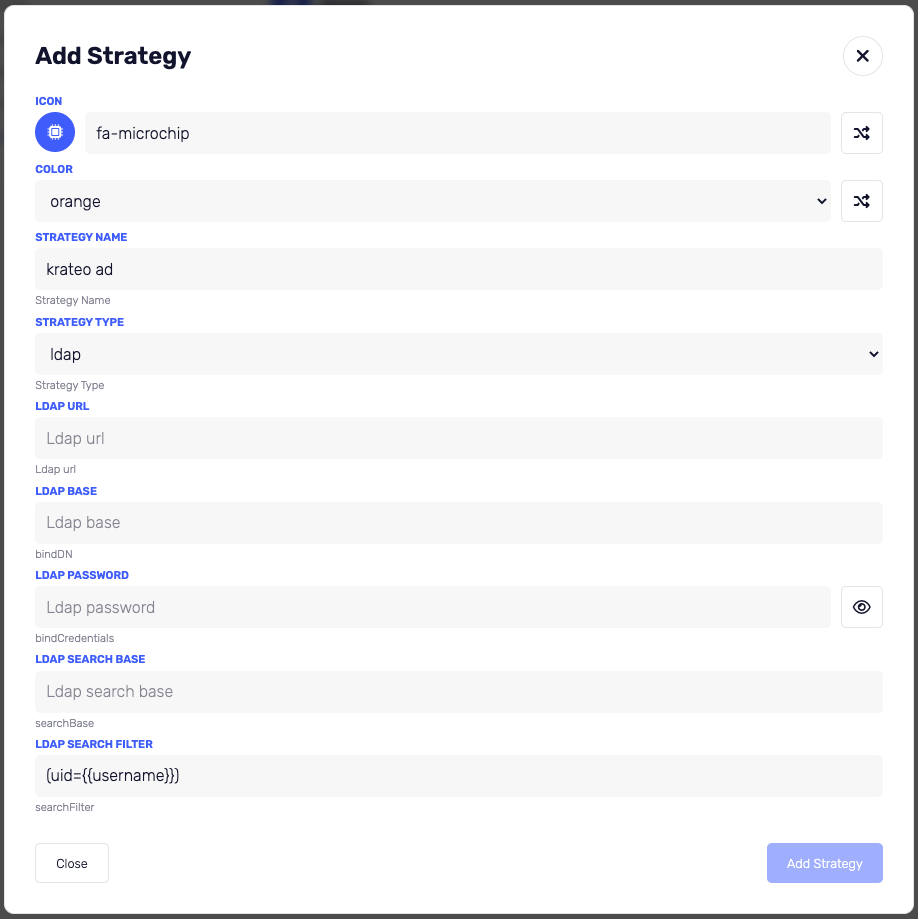 Add Strategy
ICON
fa-microchip
COLOR
orange
STRATEGY NAME
krateo ad
Strategy Name
STRATEGY TYPE
ldap
Strategy Type
LDAP URL
Ldap url
Ldap url
LDAP BASE
Ldap base
bindDN
LDAP PASSWORD
Ldap password
bindCredentials
LDAP SEARCH BASE
Ldap search base
searchBase
LDAP SEARCH FILTER
(uid={{username}})
searchFilter
Close
Add Strategy